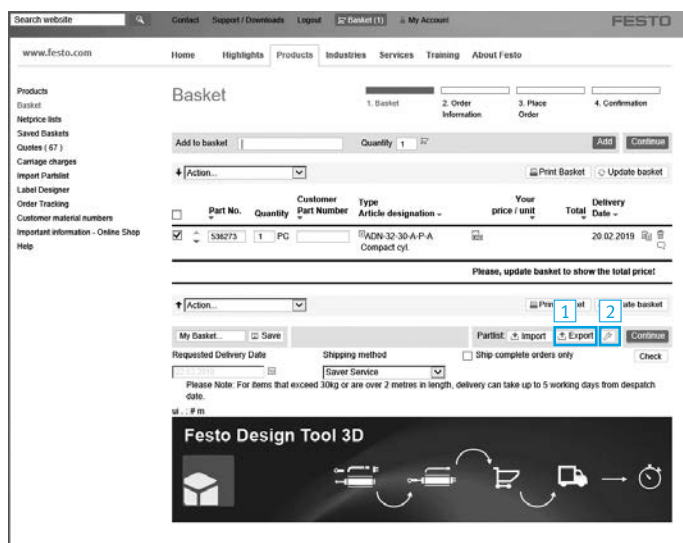 Search website
Contact Support / Downloads Logout Basket (1) My Account
FESTO
www.festo.com
Home Highlights Products Industries Services Training About Festo
Products
Basket
Netprice lists
Saved Baskets
Quotes ( 67 )
Carriage charges
Import Partslist
Label Designer
Order Tracking
Customer material numbers
Important information - Online Shop
Help
Basket
1. Basket
2. Order
Information
3. Place
Order
4. Confirmation
Add to basket Quantity 1 Add Continue
Action... Print Basket Update basket
Part No. Quantity Customer
Part Number Type
Article designation Your
price / unit Total Delivery
Date
536273 1 PC ADN-32-30-A-P-A
Compact cyl. 20.02.2019
Please, update basket to show the total price!
Action...
1 2
My Basket... Save Partlist: Import Export Continue
Requested Delivery Date Shipping method Ship complete orders only Check
22.02.2019 Saver Service
Please Note: For items that exceed 30kg or are over 2 metres in length, delivery can take up to 5 working days from despatch
date.
ui . : # m
Festo Design Tool 3D